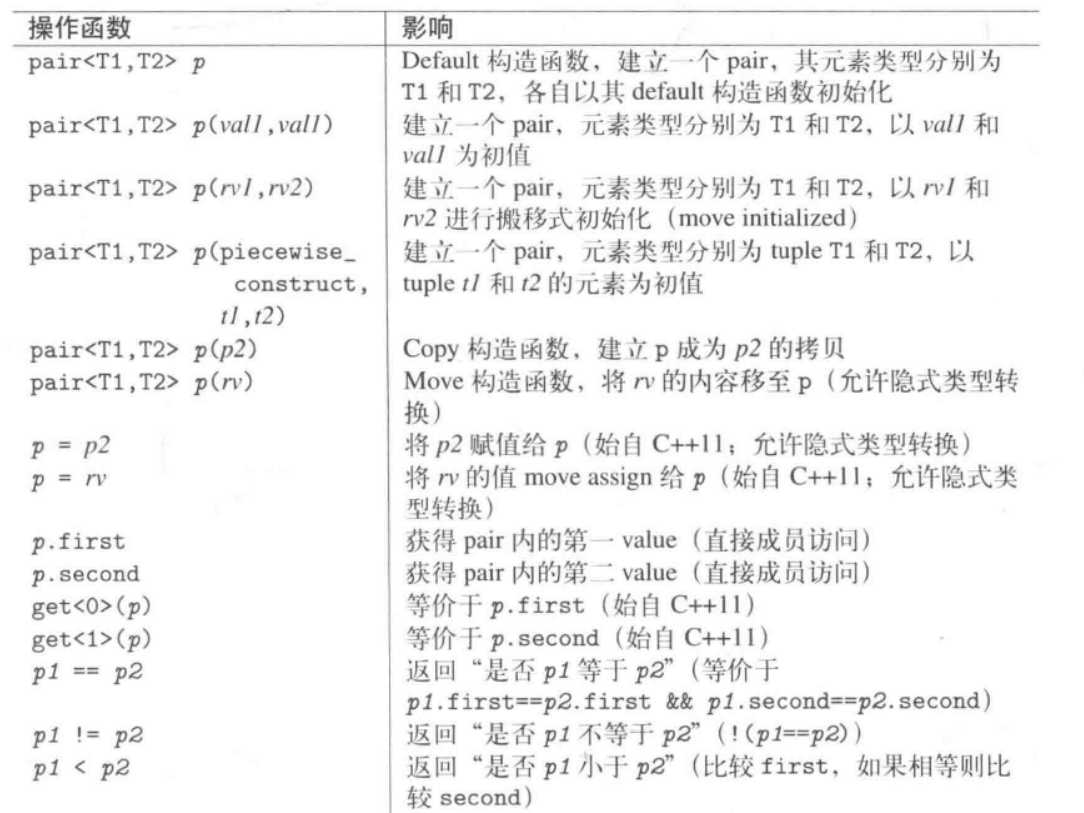 操作函数 影响
pair<T1,T2> p Default 构造函数，建立一个 pair，其元素类型分别为
T1 和 T2，各自以其 default 构造函数初始化
pair<T1,T2> p(val1,val1) 建立一个 pair，元素类型分别为 T1 和 T2，以 val1 和
val1 为初值
pair<T1,T2> p(rv1,rv2) 建立一个 pair，元素类型分别为 T1 和 T2，以 rv1 和
rv2 进行搬移式初始化（move initialized）
pair<T1,T2> p(piecewise_ 建立一个 pair，元素类型分别为 tuple T1 和 T2，以
construct, tuple t1 和 t2 的元素为初值
t1,t2)
pair<T1,T2> p(p2) Copy 构造函数，建立 p 成为 p2 的拷贝
pair<T1,T2> p(rv) Move 构造函数，将 rv 的内容移至 p（允许隐式类型转
换）
p = p2 将 p2 赋值给 p（始自 C++11；允许隐式类型转换）
p = rv 将 rv 的值 move assign 给 p（始自 C++11；允许隐式类
型转换）
p.first 获得 pair 内的第一 value（直接成员访问）
p.second 获得 pair 内的第二 value（直接成员访问）
get<0>(p) 等价于 p.first（始自 C++11）
get<1>(p) 等价于 p.second（始自 C++11）
p1 == p2 返回“是否 p1 等于 p2”（等价于
p1.first==p2.first && p1.second==p2.second）
p1 != p2 返回“是否 p1 不等于 p2”（!(p1==p2)）
p1 < p2 返回“是否 p1 小于 p2”（比较 first，如果相等则比
较 second）